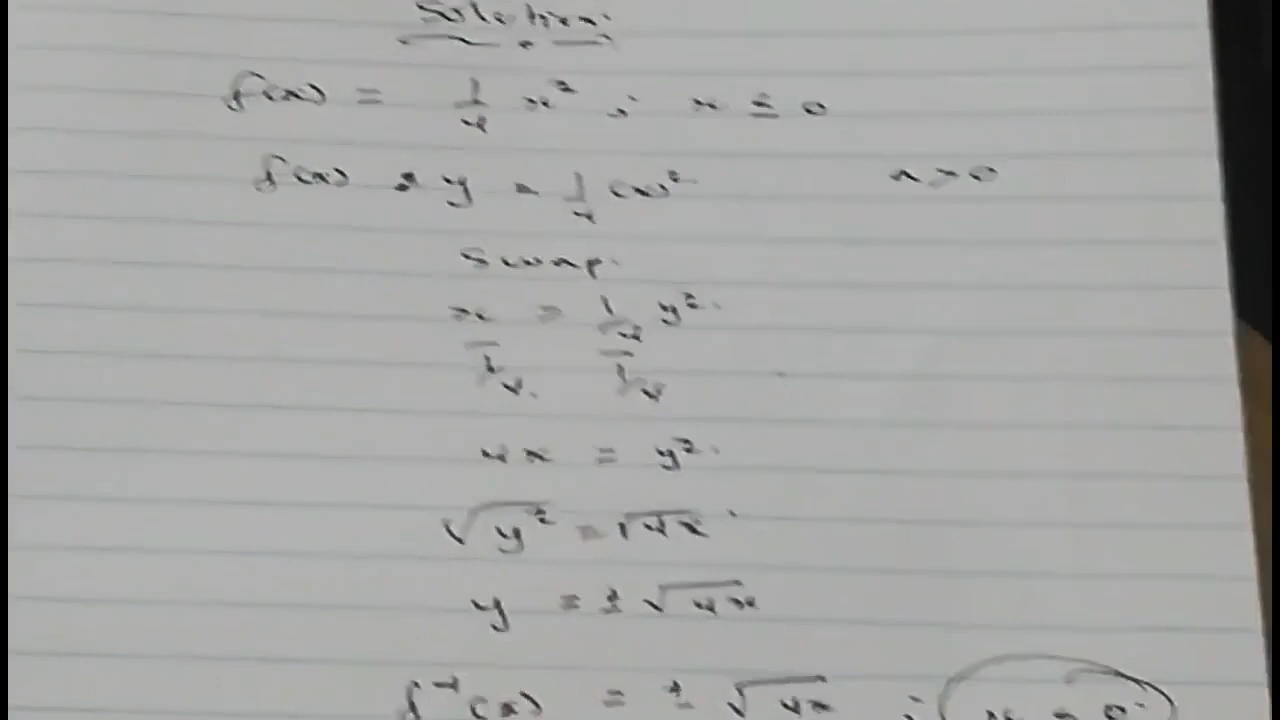 Solution:
f(x) = 1/4 x² ; x ≤ 0
f(x) = y = 1/4 (x)² x > 0
Swap.
x = 1/4 y².
1/4. 1/4
4x = y².
√y² = √4x
y = ± √4x
f⁻¹(x) = ± √4x ;